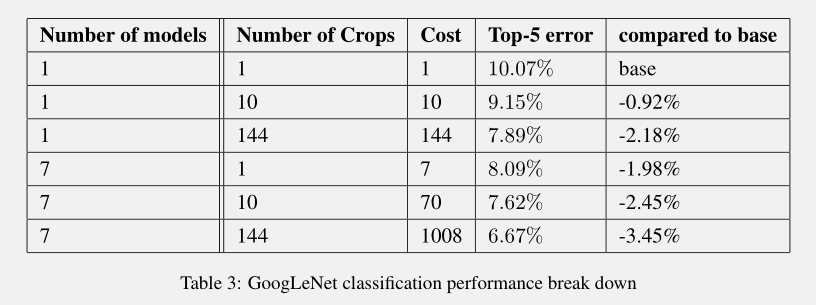 Number of models Number of Crops Cost Top-5 error compared to base
1 1 1 10.07% base
1 10 10 9.15% -0.92%
1 144 144 7.89% -2.18%
7 1 7 8.09% -1.98%
7 10 70 7.62% -2.45%
7 144 1008 6.67% -3.45%
Table 3: GoogLeNet classification performance break down